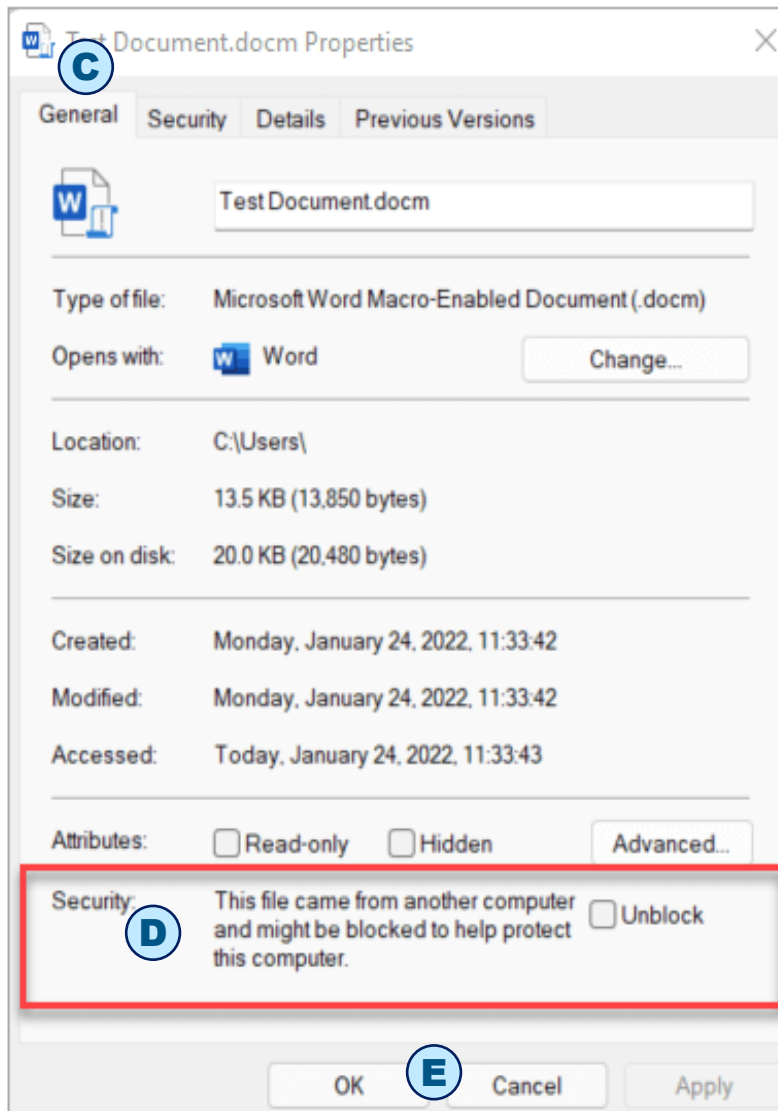 Test Document.docm Properties
C
General Security Details Previous Versions
W
Test Document.docm
Type of file: Microsoft Word Macro-Enabled Document (.docm)
Opens with: W Word Change...
Location: C:\Users\
Size: 13.5 KB (13,850 bytes)
Size on disk: 20.0 KB (20,480 bytes)
Created: Monday, January 24, 2022, 11:33:42
Modified: Monday, January 24, 2022, 11:33:42
Accessed: Today, January 24, 2022, 11:33:43
Attributes: Read-only Hidden Advanced...
Security: This file came from another computer
D and might be blocked to help protect Unblock
this computer.
OK E Cancel Apply